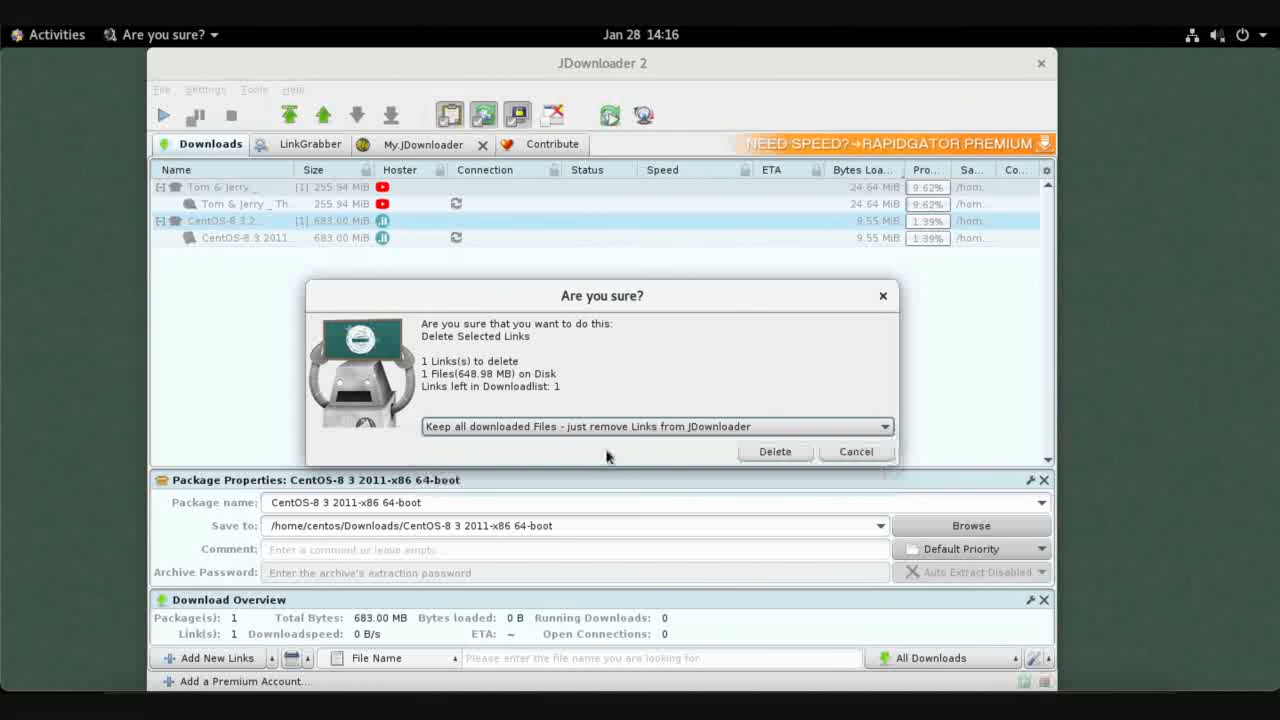 Activities Are you sure? Jan 28 14:16
JDownloader 2
File Settings Tools Help
Downloads LinkGrabber My.JDownloader Contribute NEED SPEED?→RAPIDGATOR PREMIUM
Name Size Hoster Connection Status Speed ETA Bytes Loa... Pro... Sa... Co...
Tom & Jerry _ [1] 255.94 MiB 24.64 MiB 9.62% /hom.
Tom & Jerry _ Th... 255.94 MiB 24.64 MiB 9.62% /hom.
CentOS-8 3.2... [1] 683.00 MiB 9.55 MiB 1.39% /hom.
CentOS-8 3 2011 683.00 MiB 9.55 MiB 1.39% /hom.
Are you sure?
Are you sure that you want to do this:
Delete Selected Links
1 Links(s) to delete
1 Files(648.98 MB) on Disk
Links left in Downloadlist: 1
Keep all downloaded Files - just remove Links from JDownloader
Delete Cancel
Package Properties: CentOS-8 3 2011-x86 64-boot
Package name: CentOS-8 3 2011-x86 64-boot
Save to: /home/centos/Downloads/CentOS-8 3 2011-x86 64-boot Browse
Comment: Enter a comment or leave empty... Default Priority
Archive Password: Enter the archive's extraction password Auto Extract Disabled
Download Overview
Package(s): 1 Total Bytes: 683.00 MB Bytes loaded: 0 B Running Downloads: 0
Link(s): 1 Downloadspeed: 0 B/s ETA: ~ Open Connections: 0
Add New Links File Name Please enter the file name you are looking for... All Downloads
Add a Premium Account...